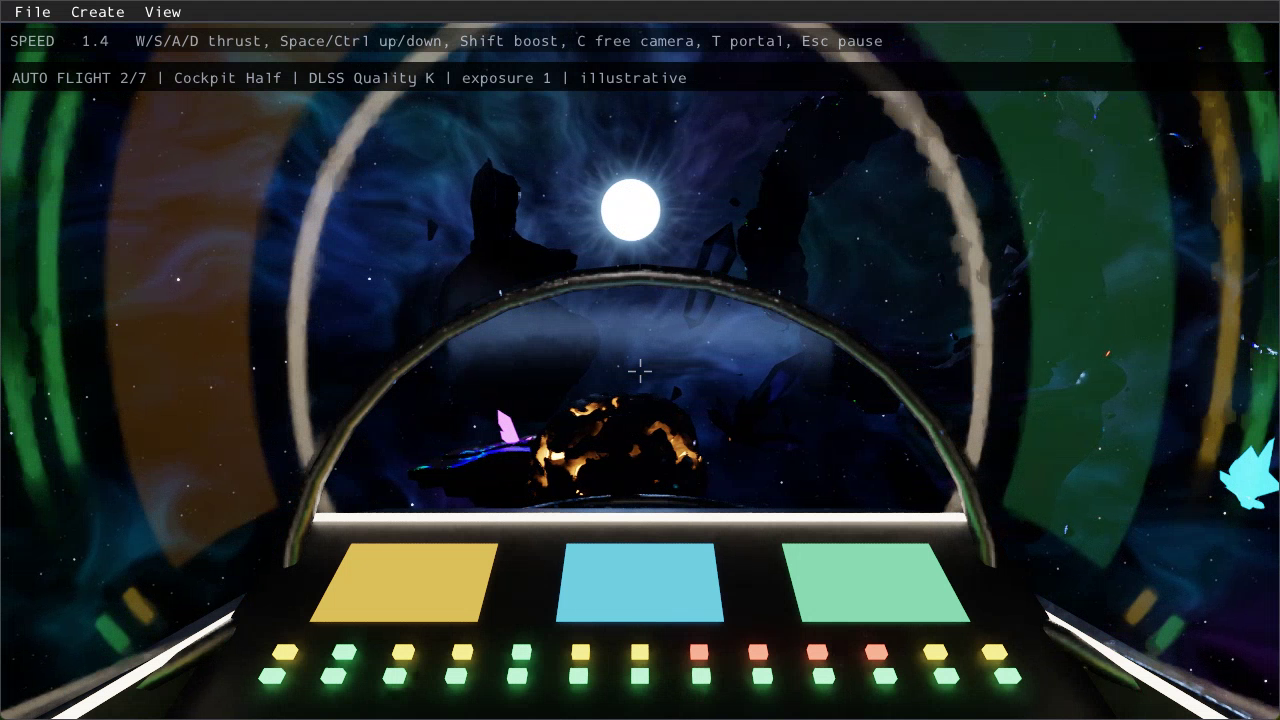 File Create View
SPEED 1.4 W/S/A/D thrust, Space/Ctrl up/down, Shift boost, C free camera, T portal, Esc pause
AUTO FLIGHT 2/7 | Cockpit Half | DLSS Quality K | exposure 1 | illustrative